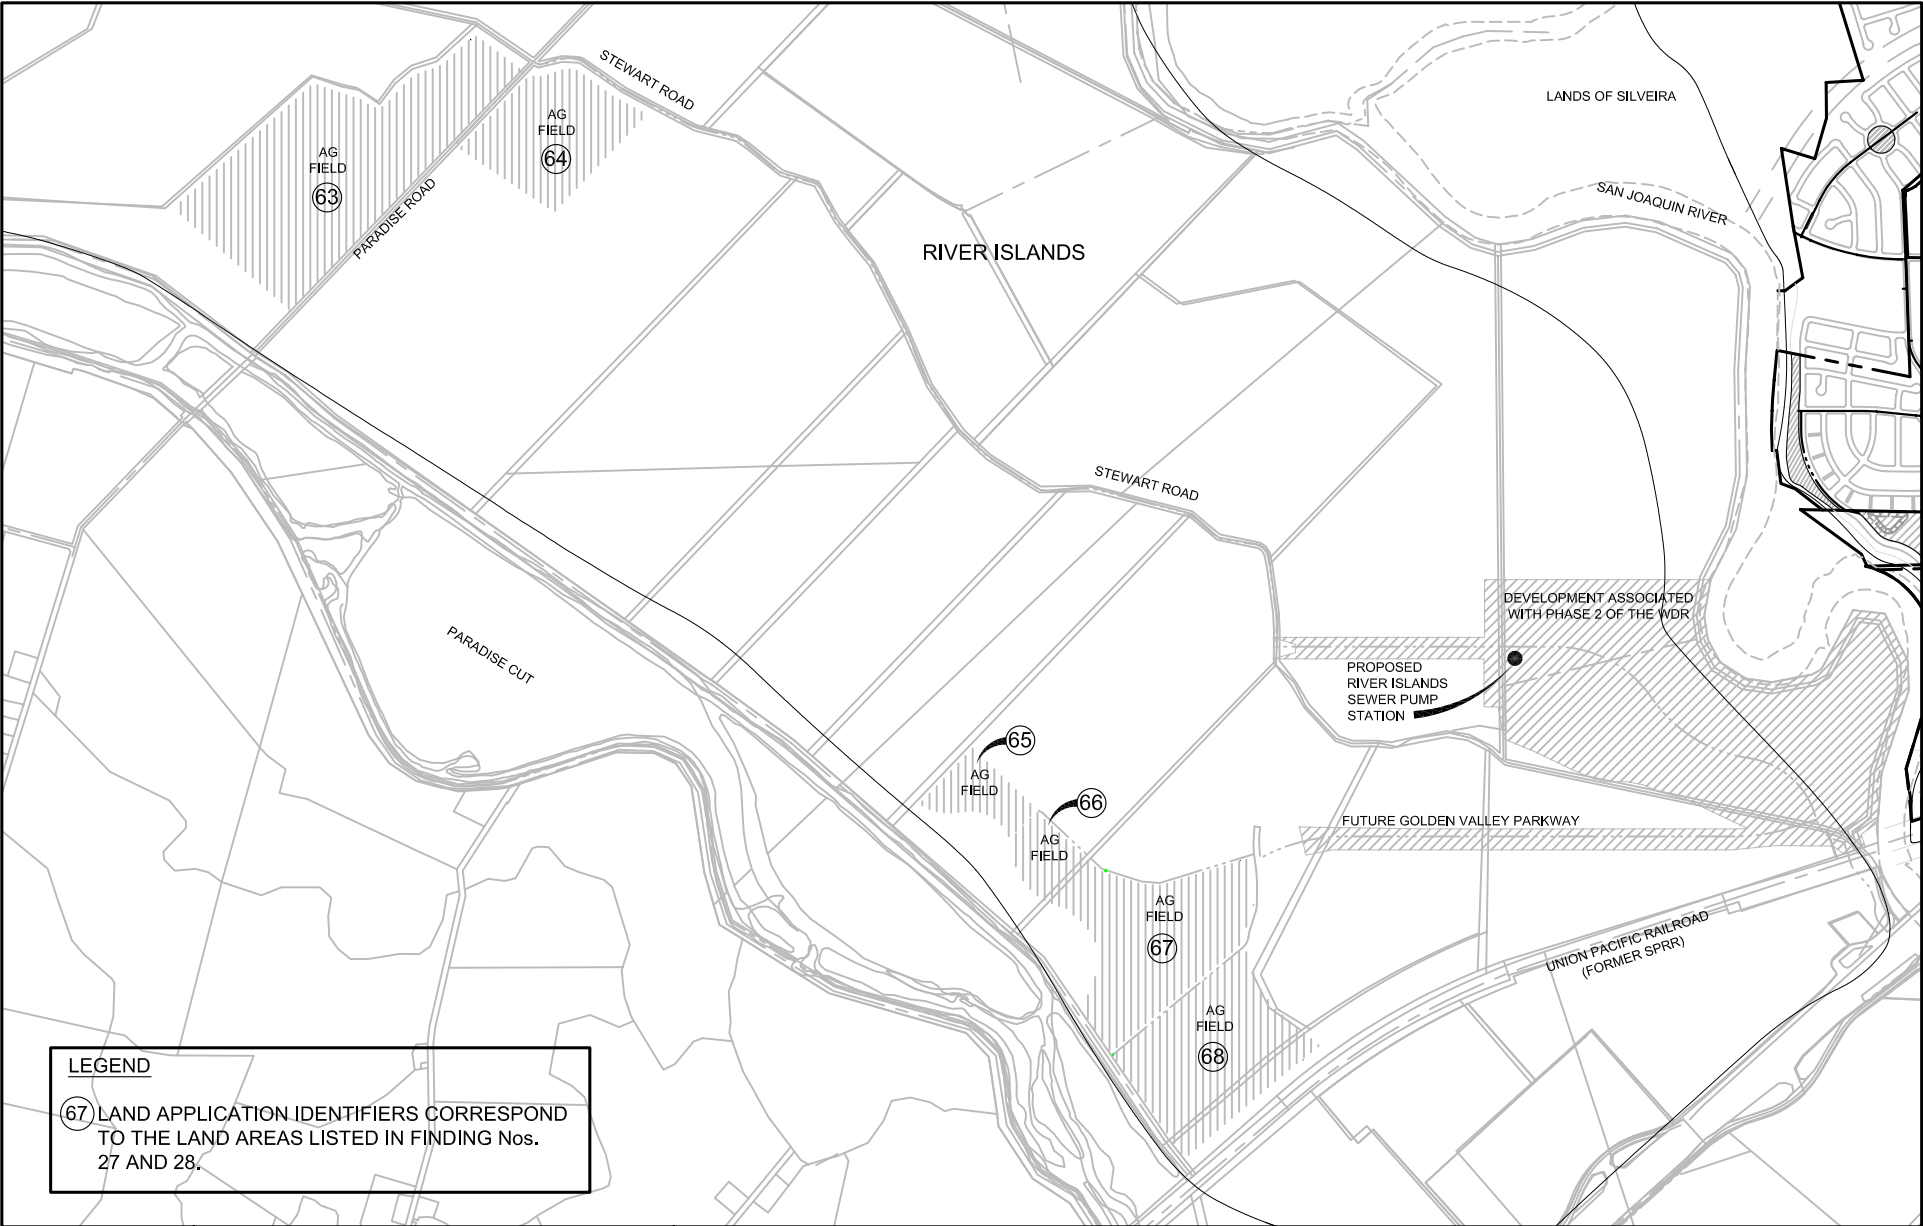 STEWART ROAD
LANDS OF SILVEIRA
AG
FIELD
64
AG
FIELD
63
PARADISE ROAD
SAN JOAQUIN RIVER
RIVER ISLANDS
STEWART ROAD
DEVELOPMENT ASSOCIATED
WITH PHASE 2 OF THE WDR
PARADISE CUT
PROPOSED
RIVER ISLANDS
SEWER PUMP
STATION
65
AG
FIELD
66
AG
FIELD
FUTURE GOLDEN VALLEY PARKWAY
AG
FIELD
67
UNION PACIFIC RAILROAD
(FORMER SPRR)
AG
FIELD
68
LEGEND
67 LAND APPLICATION IDENTIFIERS CORRESPOND
TO THE LAND AREAS LISTED IN FINDING Nos.
27 AND 28.